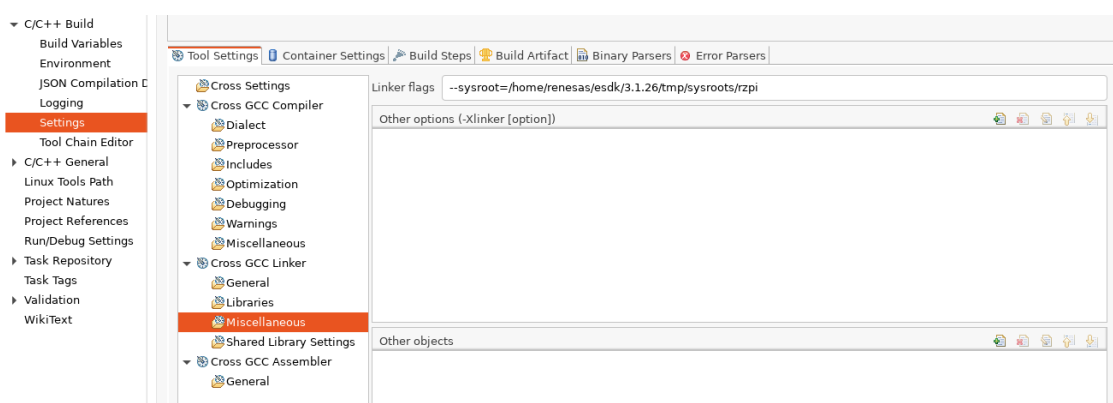 C/C++ Build
Build Variables
Environment
JSON Compilation D
Logging
Settings
Tool Chain Editor
C/C++ General
Linux Tools Path
Project Natures
Project References
Run/Debug Settings
Task Repository
Task Tags
Validation
WikiText
Tool Settings Container Settings Build Steps Build Artifact Binary Parsers Error Parsers
Cross Settings
Cross GCC Compiler
Dialect
Preprocessor
Includes
Optimization
Debugging
Warnings
Miscellaneous
Cross GCC Linker
General
Libraries
Miscellaneous
Shared Library Settings
Cross GCC Assembler
General
Linker flags --sysroot=/home/renesas/esdk/3.1.26/tmp/sysroots/rzpi
Other options (-Xlinker [option])
Other objects